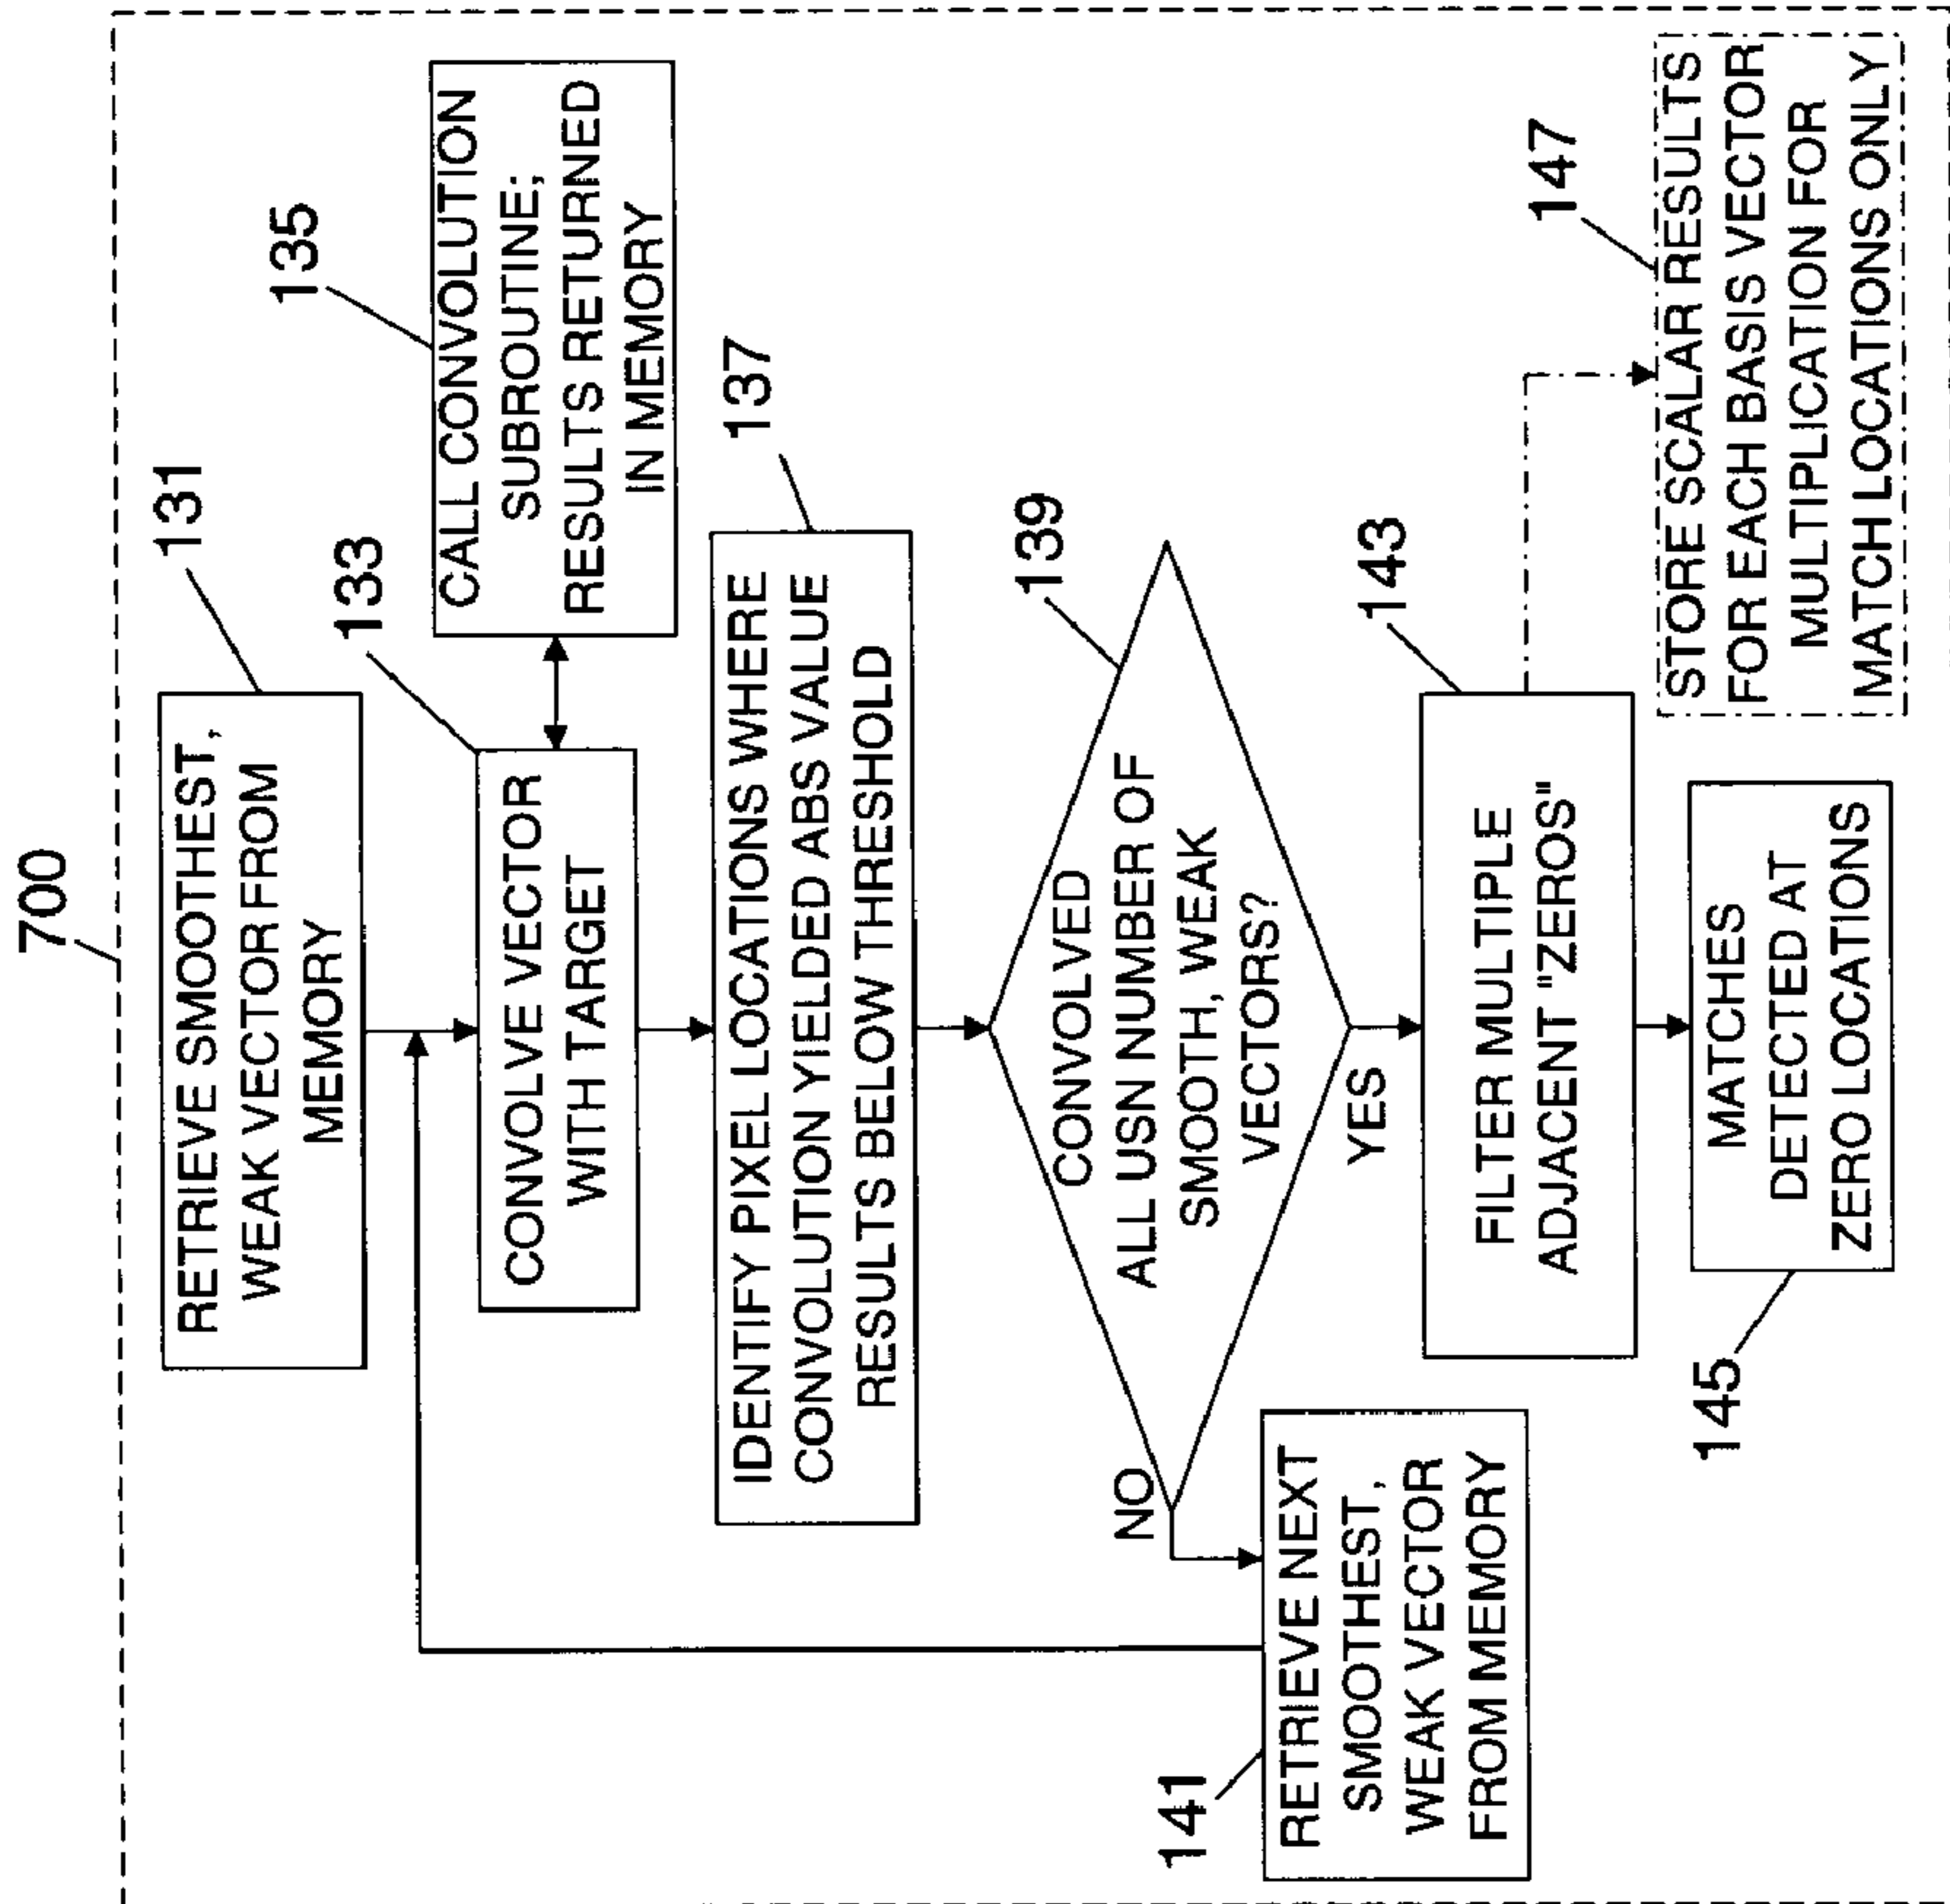 700
131
RETRIEVE SMOOTHEST,
WEAK VECTOR FROM
MEMORY
133
CONVOLVE VECTOR
WITH TARGET
135
CALL CONVOLUTION
SUBROUTINE;
RESULTS RETURNED
IN MEMORY
137
IDENTIFY PIXEL LOCATIONS WHERE
CONVOLUTION YIELDED ABS VALUE
RESULTS BELOW THRESHOLD
139
CONVOLVED
ALL USN NUMBER OF
SMOOTH, WEAK
VECTORS?
NO
YES
141
RETRIEVE NEXT
SMOOTHEST,
WEAK VECTOR
FROM MEMORY
143
FILTER MULTIPLE
ADJACENT "ZEROS"
145
MATCHES
DETECTED AT
ZERO LOCATIONS
147
STORE SCALAR RESULTS
FOR EACH BASIS VECTOR
MULTIPLICATION FOR
MATCH LOCATIONS ONLY